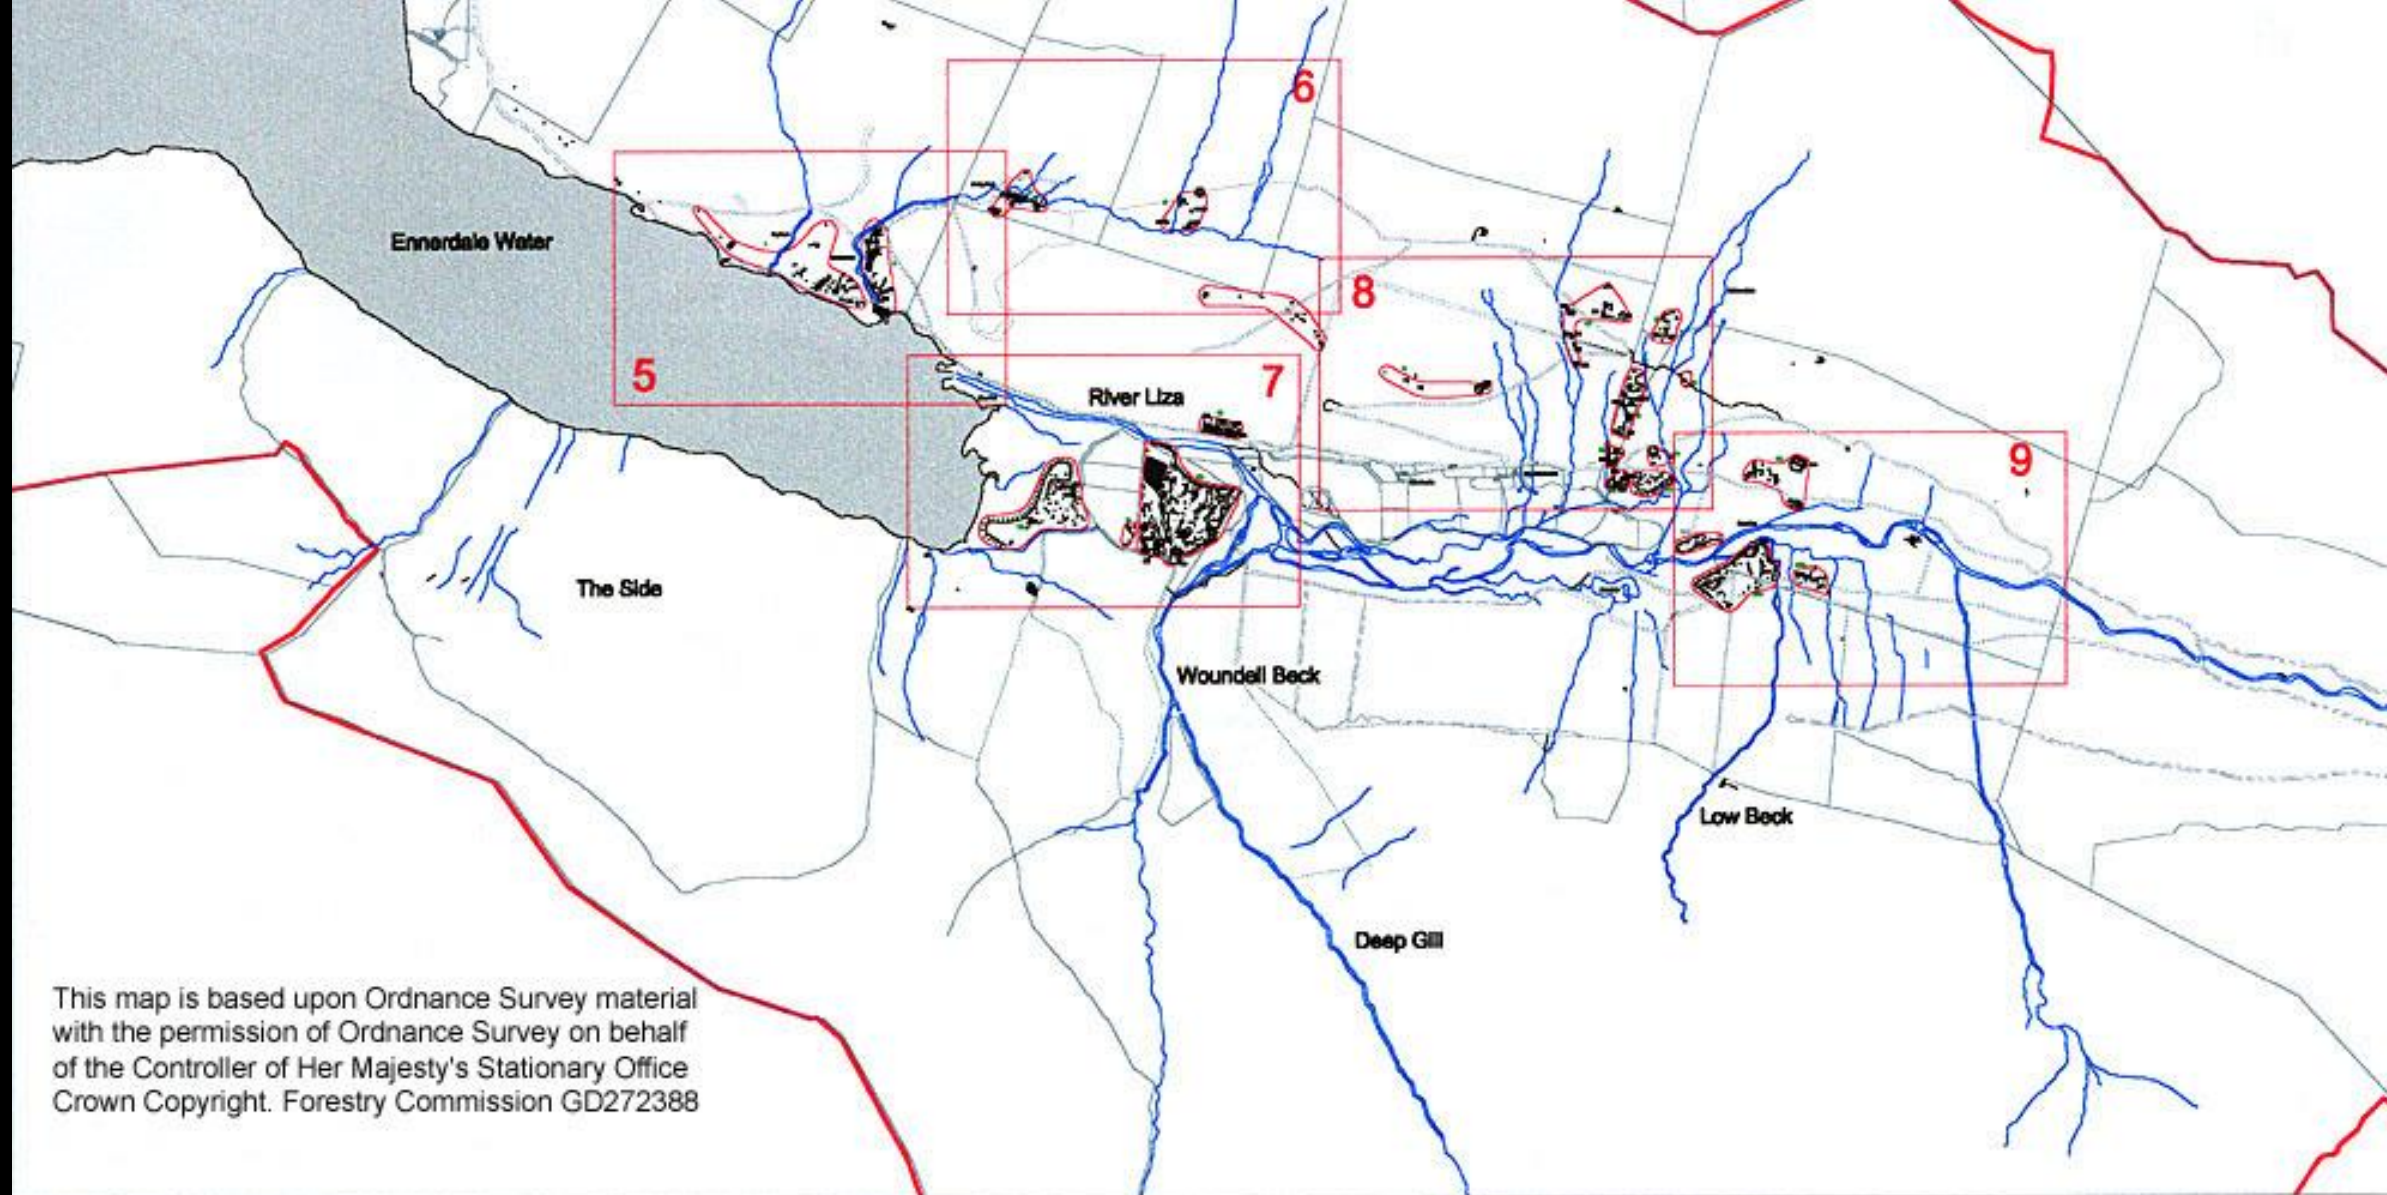 6
Ennerdale Water
8
5
7
River Liza
9
The Side
Woundell Beck
Low Beck
Deep Gill
This map is based upon Ordnance Survey material
with the permission of Ordnance Survey on behalf
of the Controller of Her Majesty's Stationary Office
Crown Copyright. Forestry Commission GD272388